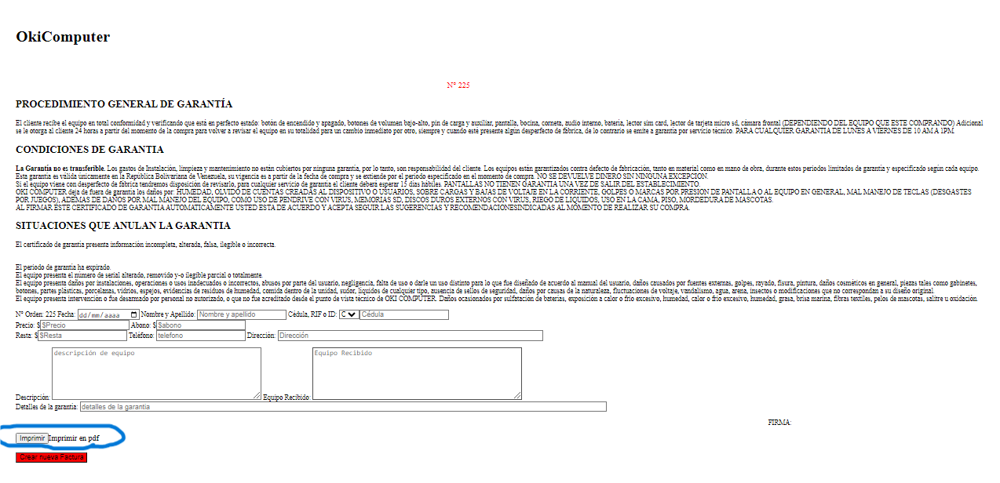 OkiComputer
N° 225
PROCEDIMIENTO GENERAL DE GARANTÍA
El cliente recibe el equipo en total conformidad y verificando que está en perfecto estado: botón de encendido y apagado, botones de volumen bajo-alto, pin de carga y auxiliar, pantalla, bocina, corneta, audio interno, batería, lector sim card, lector de tarjeta micro sd, cámara frontal (DEPENDIENDO DEL EQUIPO QUE ESTE COMPRANDO) Adicional
se le otorga al cliente 24 horas a partir del momento de la compra para volver a revisar el equipo en su totalidad para un cambio inmediato por otro, siempre y cuando esté presente algún desperfecto de fábrica, de lo contrario se emite a garantía por servicio técnico. PARA CUALQUIER GARANTIA DE LUNES A VIERNES DE 10 AM A 1PM.
CONDICIONES DE GARANTIA
La Garantía no es transferible. Los gastos de Instalación, limpieza y mantenimiento no están cubiertos por ninguna garantía, por lo tanto, son responsabilidad del cliente. Los equipos están garantizados contra defecto de fabricación, tanto en material como en mano de obra, durante estos periodos limitados de garantía y especificado según cada equipo.
Esta garantía es válida únicamente en la República Bolivariana de Venezuela, su vigencia es a partir de la fecha de compra y se extiende por el periodo especificado en el momento de compra. NO SE DEVUELVE DINERO SIN NINGUNA EXCEPCIÓN.
Si el equipo viene con desperfecto de fábrica tendremos disposición de revisarlo, para cualquier servicio de garantía el cliente deberá esperar 15 días hábiles. PANTALLAS NO TIENEN GARANTIA UNA VEZ DE SALIR DEL ESTABLECIMIENTO.
OKI COMPUTER deja de fuera de garantía los daños por: HUMEDAD, OLVIDO DE CUENTAS CREADAS AL DISPOSITIVO O USUARIOS, SOBRE CARGAS Y BAJAS DE VOLTAJE EN LA CORRIENTE, GOLPES O MARCAS POR PRESION DE PANTALLA O AL EQUIPO EN GENERAL, MAL MANEJO DE TECLAS (DESGASTES
POR JUEGOS), ADEMAS DE DAÑOS POR MAL MANEJO DEL EQUIPO, COMO USO DE PENDRIVE CON VIRUS, MEMORIAS SD, DISCOS DUROS EXTERNOS CON VIRUS, RIEGO DE LIQUIDOS, USO EN LA CAMA, PISO, MORDEDURA DE MASCOTAS.
AL FIRMAR ESTE CERTIFICADO DE GARANTIA AUTOMATICAMENTE USTED ESTA DE ACUERDO Y ACEPTA SEGUIR LAS SUGERENCIAS Y RECOMENDACIONESINDICADAS AL MOMENTO DE REALIZAR SU COMPRA.
SITUACIONES QUE ANULAN LA GARANTIA
El certificado de garantía presenta información incompleta, alterada, falsa, ilegible o incorrecta.
El periodo de garantía ha expirado.
El equipo presenta el numero de serial alterado, removido y-o ilegible parcial o totalmente.
El equipo presenta daños por instalaciones, operaciones o usos inadecuados o incorrectos, abusos por parte del usuario, negligencia, falta de uso o darle un uso distinto para lo que fue diseñado de acuerdo al manual del usuario, daños causados por fuentes externas, golpes, rayado, fisura, pintura, daños cosméticos en general, piezas tales como gabinetes,
botones, partes plásticas, porcelanas, vidrios, espejos, evidencias de residuos de humedad, comida dentro de la unidad, sudor, líquidos de cualquier tipo, ausencia de sellos de seguridad, daños por causas de la naturaleza, fluctuaciones de voltaje, vandalismo, agua, arena, insectos o modificaciones que no correspondan a su diseño original.
El equipo presenta intervención o fue desarmado por personal no autorizado, o que no fue acreditado desde el punto de vista técnico de OKI COMPUTER. Daños ocasionados por sulfatación de baterías, exposición a calor o frio excesivo, humedad, calor o frio excesivo, humedad, grasa, brisa marina, fibras textiles, pelos de mascotas, salitre u oxidación.
N° Orden: 225 Fecha: dd/mm/aaaa Nombre y Apellido: Nombre y apellido Cédula, RIF o ID: C Cédula
Precio: $ $Precio Abono: $ $abono
Resta: $ $Resta Teléfono: telefono Dirección: Dirección
Descripción: descripción de equipo Equipo Recibido: Equipo Recibido
Detalles de la garantía: detalles de la garantia
FIRMA:
Imprimir Imprimir en pdf
Crear nueva Factura